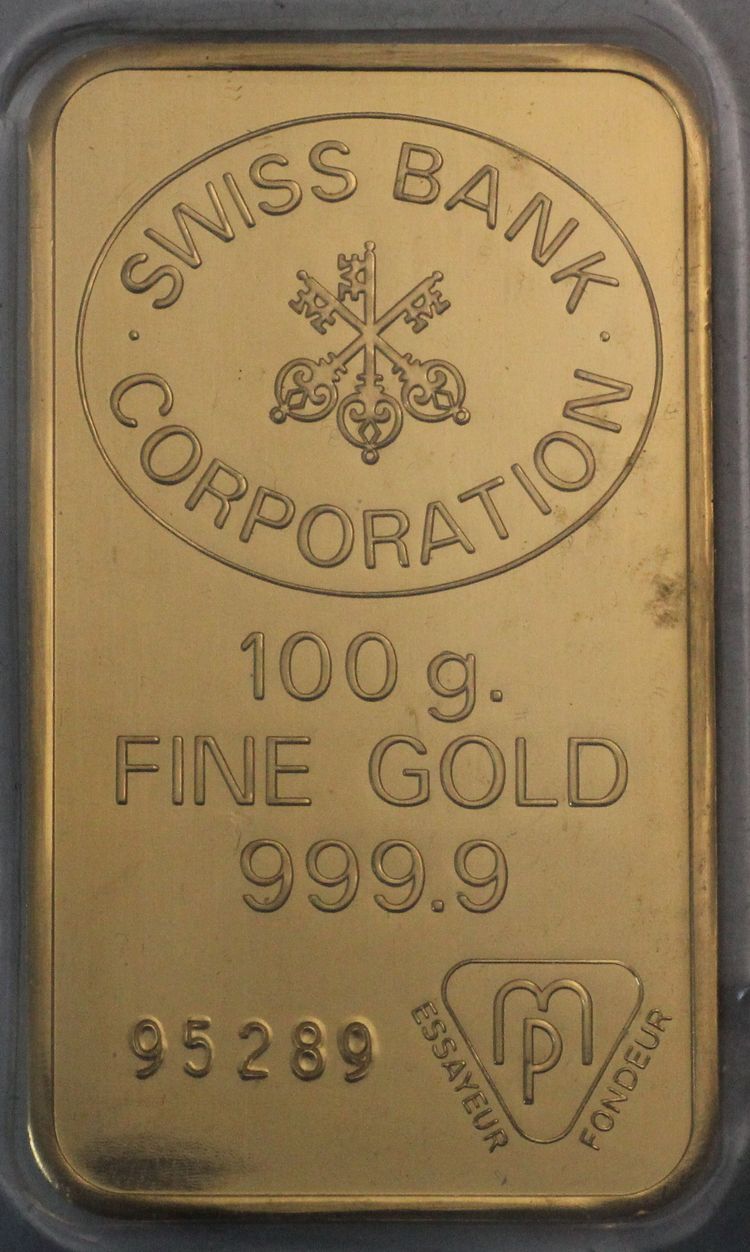 SWISS BANK
CORPORATION
100 g.
FINE GOLD
999.9
95289
MP
ESSAYEUR
FONDEUR